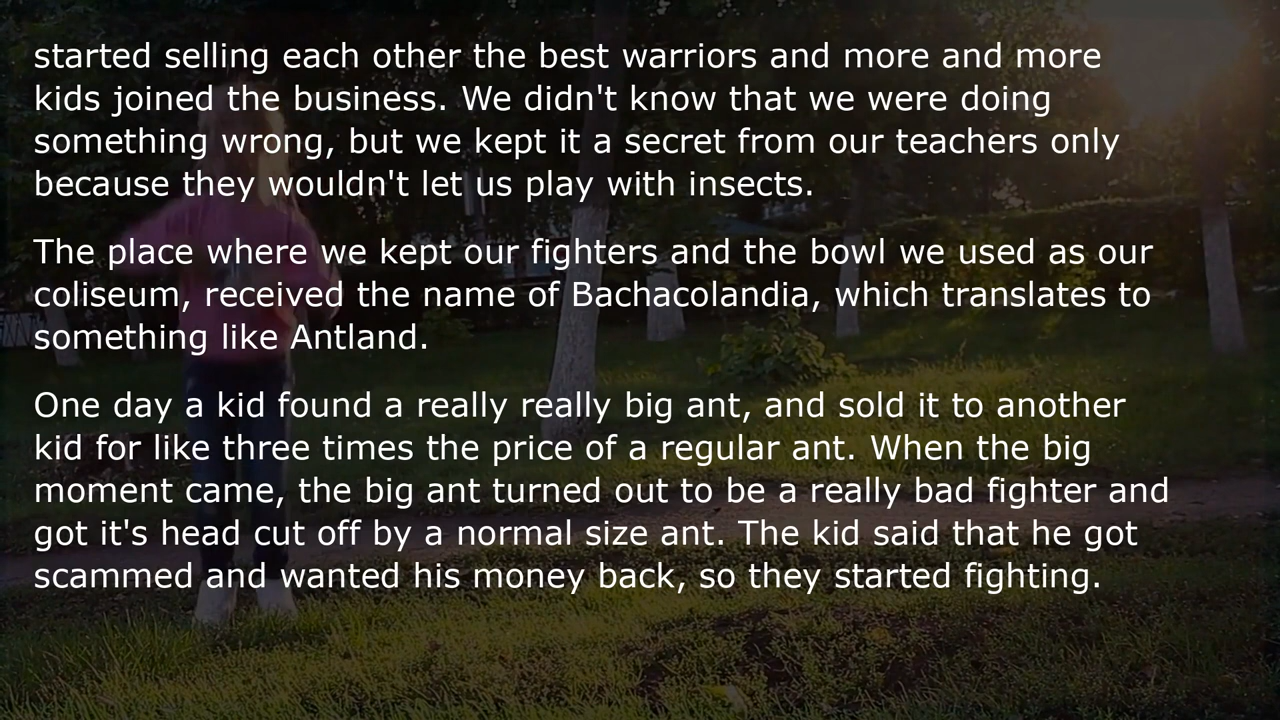 started selling each other the best warriors and more and more
kids joined the business. We didn't know that we were doing
something wrong, but we kept it a secret from our teachers only
because they wouldn't let us play with insects.
The place where we kept our fighters and the bowl we used as our
coliseum, received the name of Bachacolandia, which translates to
something like Antland.
One day a kid found a really really big ant, and sold it to another
kid for like three times the price of a regular ant. When the big
moment came, the big ant turned out to be a really bad fighter and
got it's head cut off by a normal size ant. The kid said that he got
scammed and wanted his money back, so they started fighting.